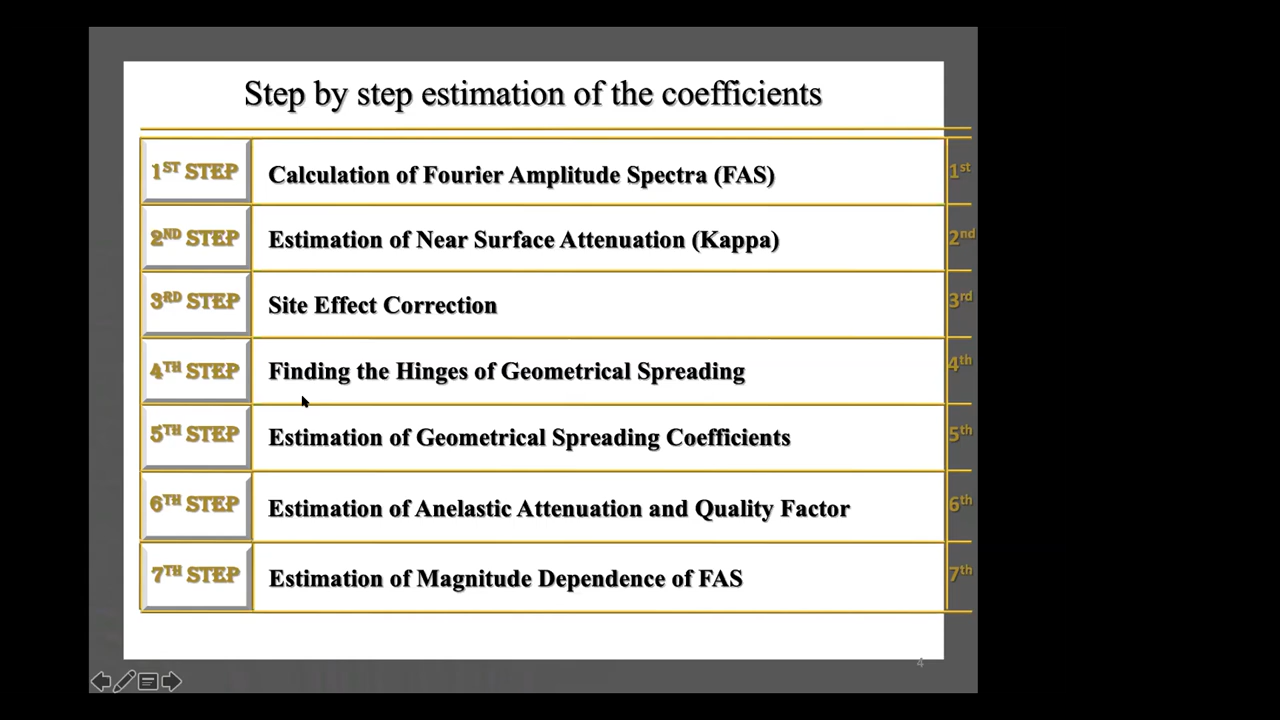 Step by step estimation of the coefficients
1ST STEP Calculation of Fourier Amplitude Spectra (FAS) 1st
2ND STEP Estimation of Near Surface Attenuation (Kappa) 2nd
3RD STEP Site Effect Correction 3rd
4TH STEP Finding the Hinges of Geometrical Spreading 4th
5TH STEP Estimation of Geometrical Spreading Coefficients 5th
6TH STEP Estimation of Anelastic Attenuation and Quality Factor 6th
7TH STEP Estimation of Magnitude Dependence of FAS 7th
4